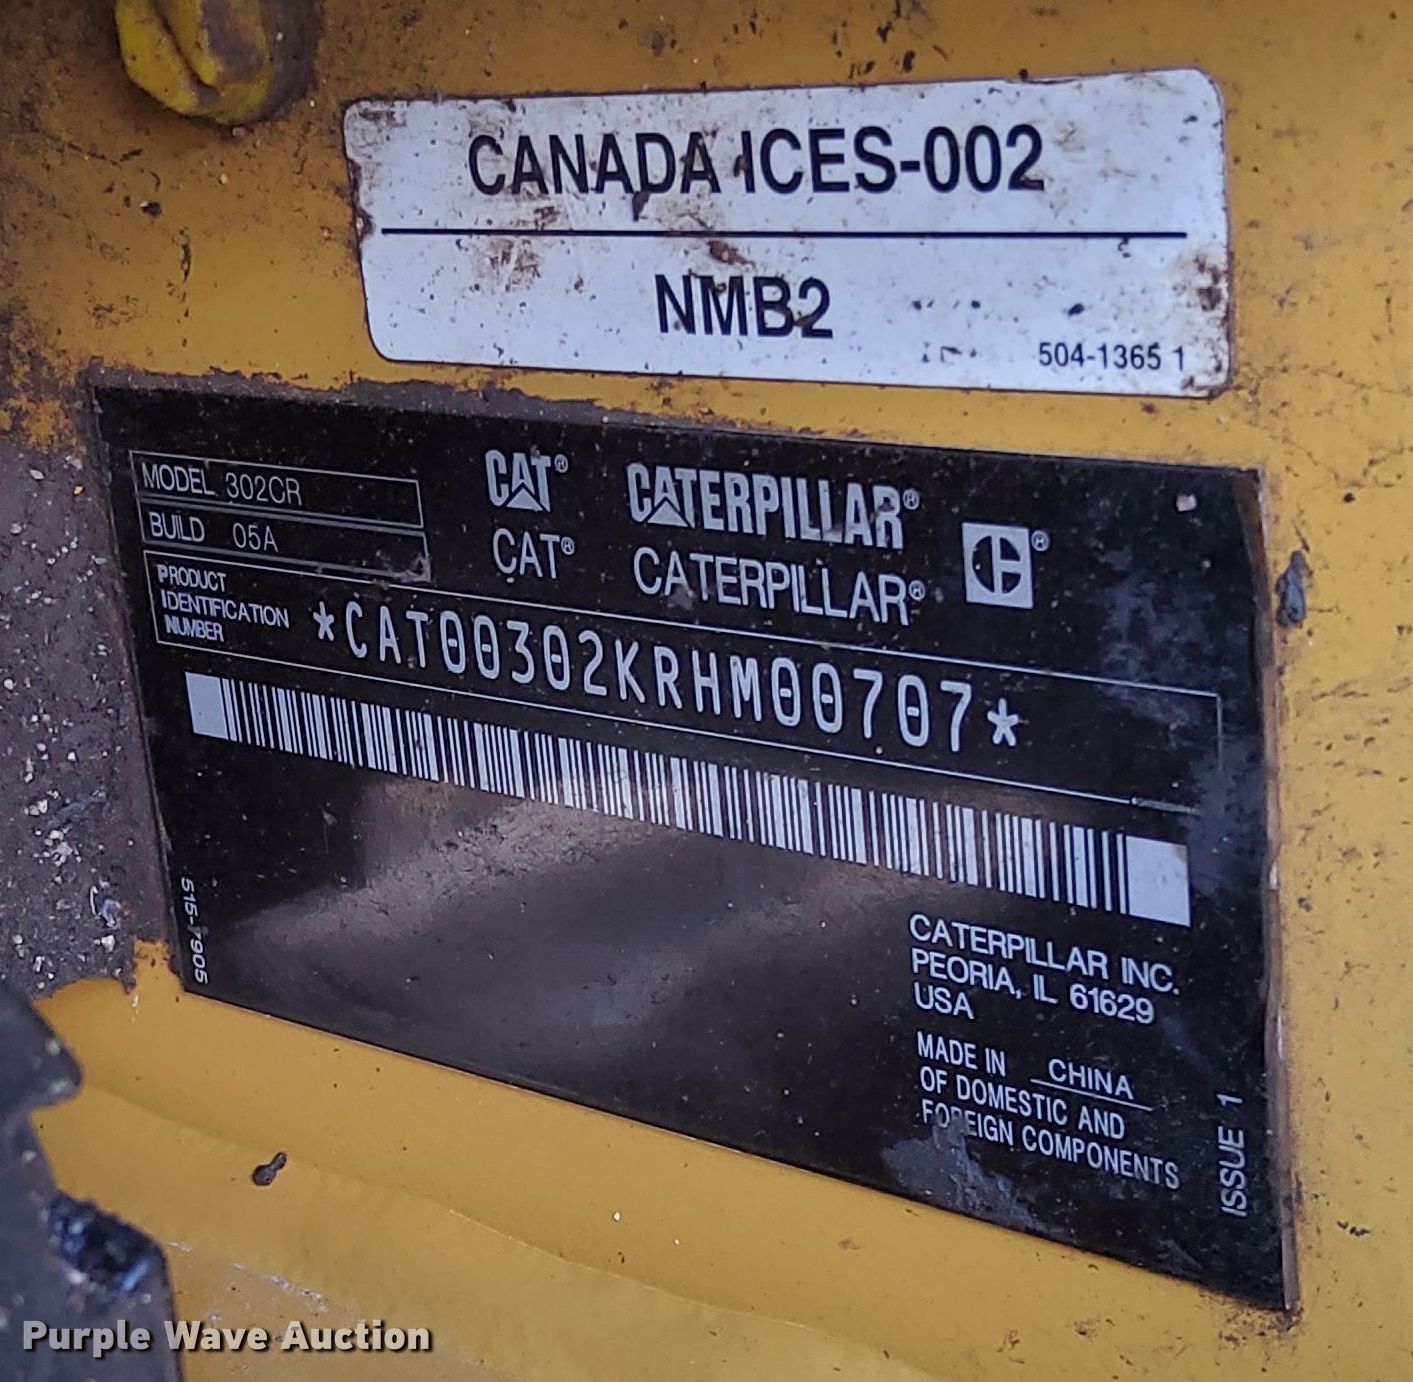 CANADA ICES-002
NMB2
504-1365 1
MODEL 302CR
BUILD 05A
CAT® CATERPILLAR®
CAT® CATERPILLAR®
PRODUCT
IDENTIFICATION
NUMBER
*CAT00302KRHM00707*
515-7905
CATERPILLAR INC.
PEORIA, IL 61629
USA
MADE IN CHINA
OF DOMESTIC AND
FOREIGN COMPONENTS
ISSUE 1
Purple Wave Auction